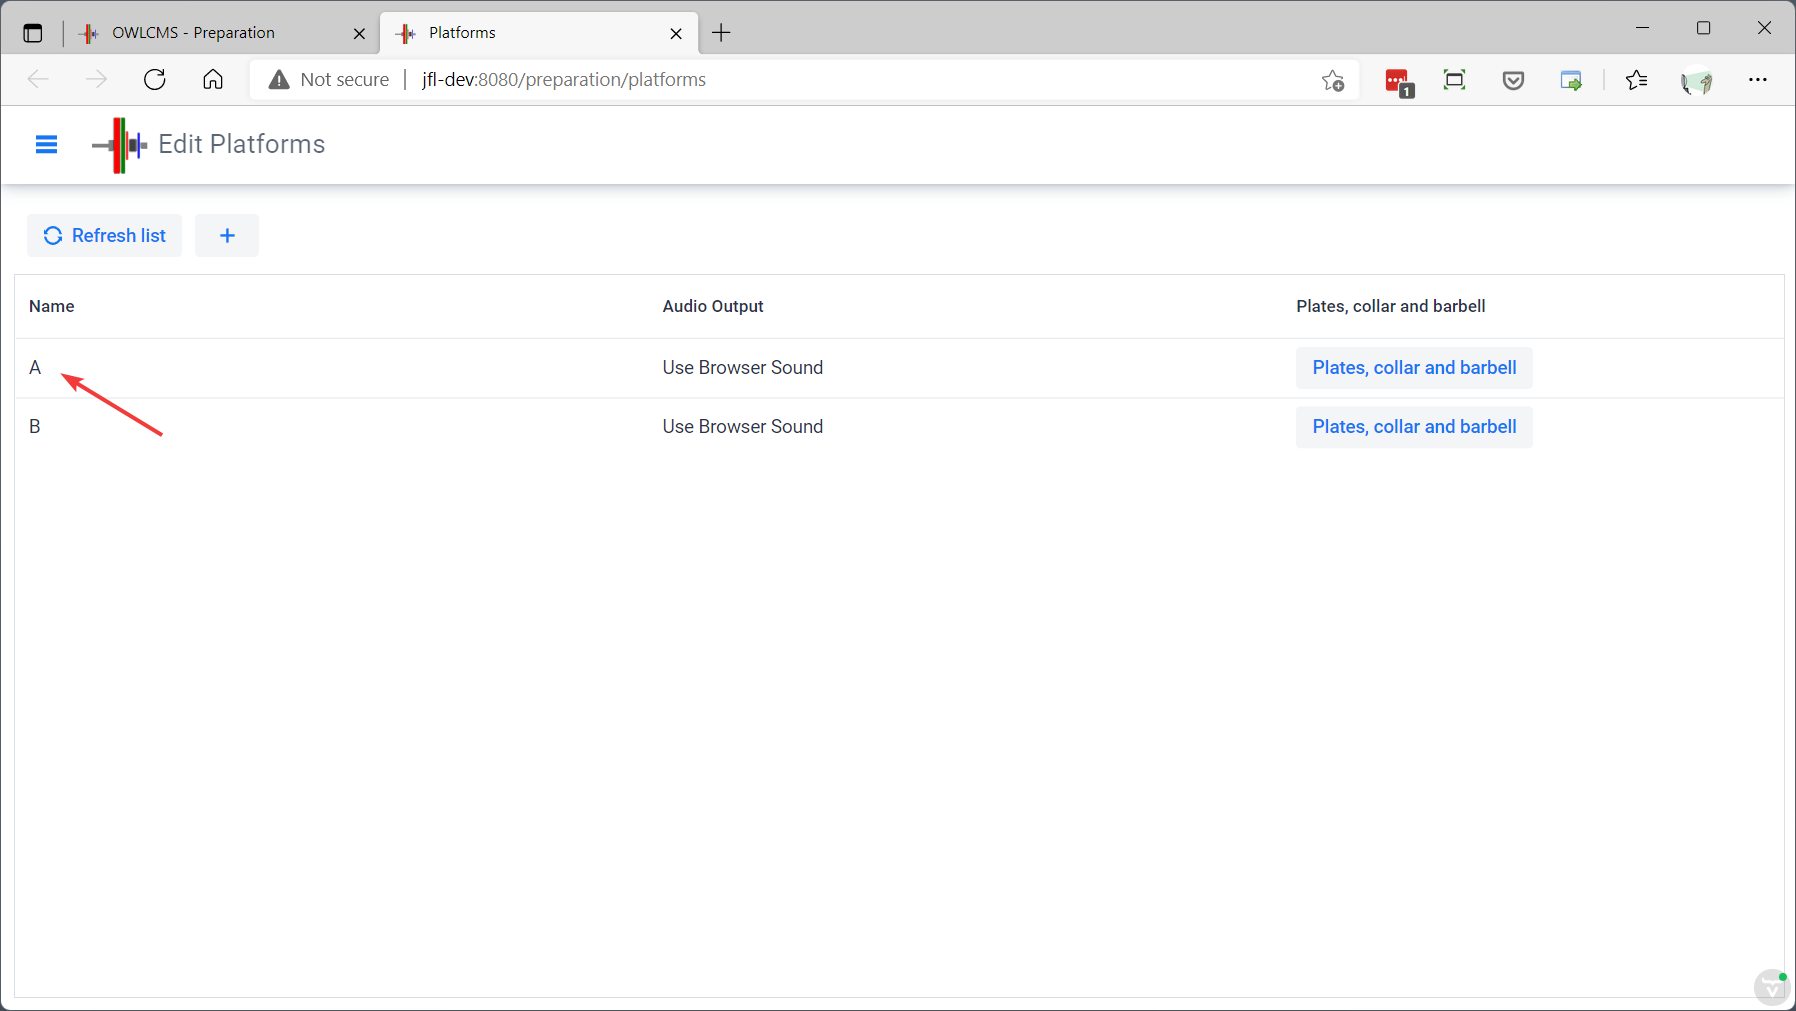 OWLCMS - Preparation
Platforms
Not secure
jfl-dev:8080/preparation/platforms
1
Edit Platforms
Refresh list
+
Name Audio Output Plates, collar and barbell
A Use Browser Sound Plates, collar and barbell
B Use Browser Sound Plates, collar and barbell